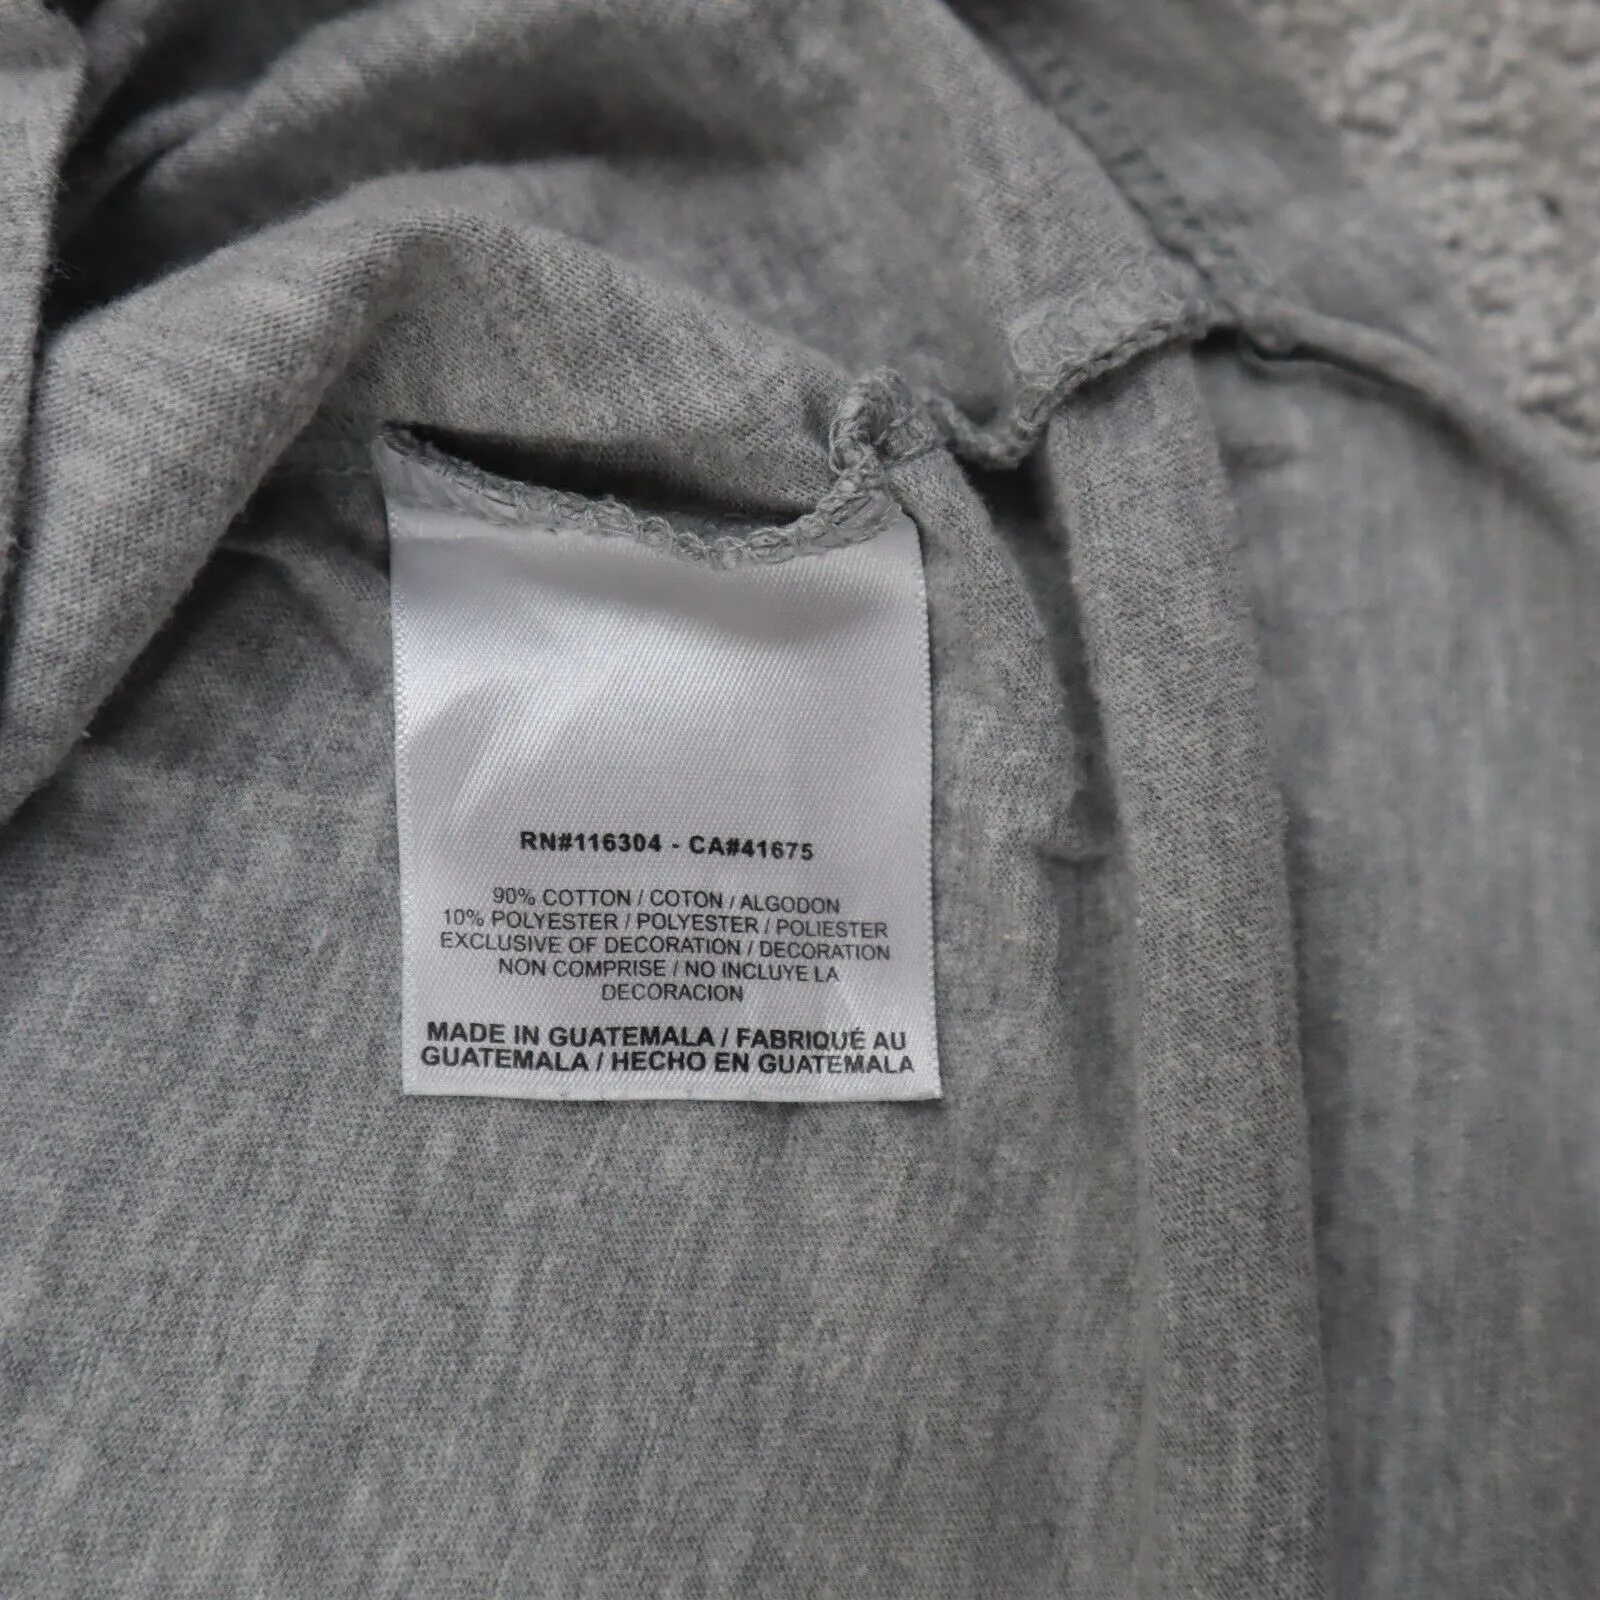 RN#116304 - CA#41675
90% COTTON / COTON / ALGODON
10% POLYESTER / POLYESTER / POLIESTER
EXCLUSIVE OF DECORATION / DECORATION
NON COMPRISE / NO INCLUYE LA
DECORACION
MADE IN GUATEMALA / FABRIQUÉ AU
GUATEMALA / HECHO EN GUATEMALA